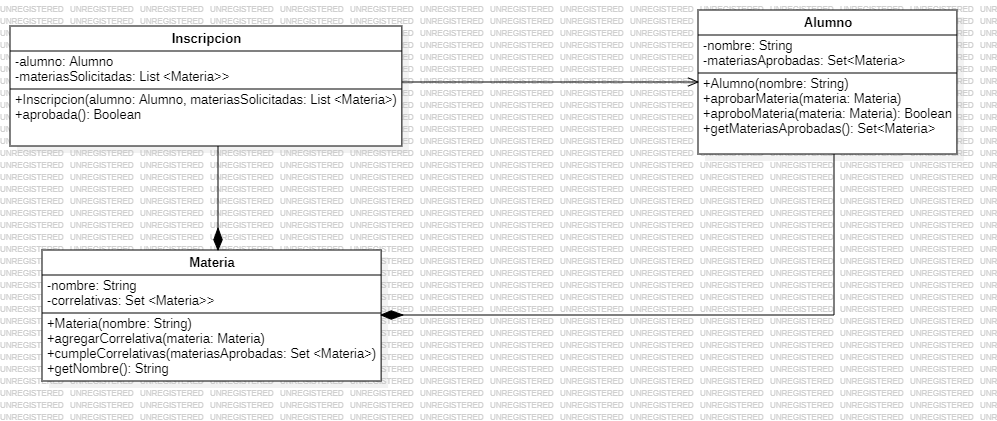 Inscripcion
-alumno: Alumno
-materiasSolicitadas: List <Materia>>
+Inscripcion(alumno: Alumno, materiasSolicitadas: List <Materia>)
+aprobada(): Boolean
Alumno
-nombre: String
-materiasAprobadas: Set<Materia>
+Alumno(nombre: String)
+aprobarMateria(materia: Materia)
+aproboMateria(materia: Materia): Boolean
+getMateriasAprobadas(): Set<Materia>
Materia
-nombre: String
-correlativas: Set <Materia>>
+Materia(nombre: String)
+agregarCorrelativa(materia: Materia)
+cumpleCorrelativas(materiasAprobadas: Set <Materia>)
+getNombre(): String
UNREGISTERED